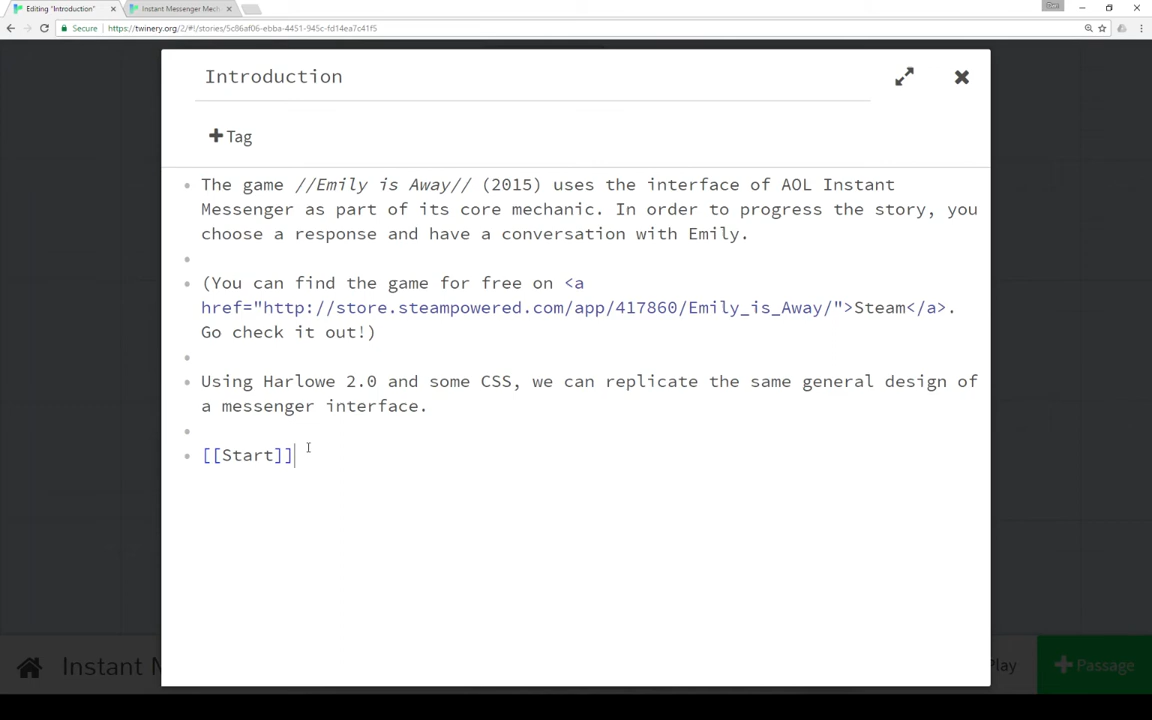 Editing "Introduction"
Instant Messenger Mech
Secure
https://twinery.org/2/#!/stories/5c86af06-ebba-4451-945c-fd14ea7c41f5
Introduction
+ Tag
The game //Emily is Away// (2015) uses the interface of AOL Instant
Messenger as part of its core mechanic. In order to progress the story, you
choose a response and have a conversation with Emily.
(You can find the game for free on <a
href="http://store.steampowered.com/app/417860/Emily_is_Away/">Steam</a>.
Go check it out!)
Using Harlowe 2.0 and some CSS, we can replicate the same general design of
a messenger interface.
[[Start]]
Instant M
Play
+ Passage